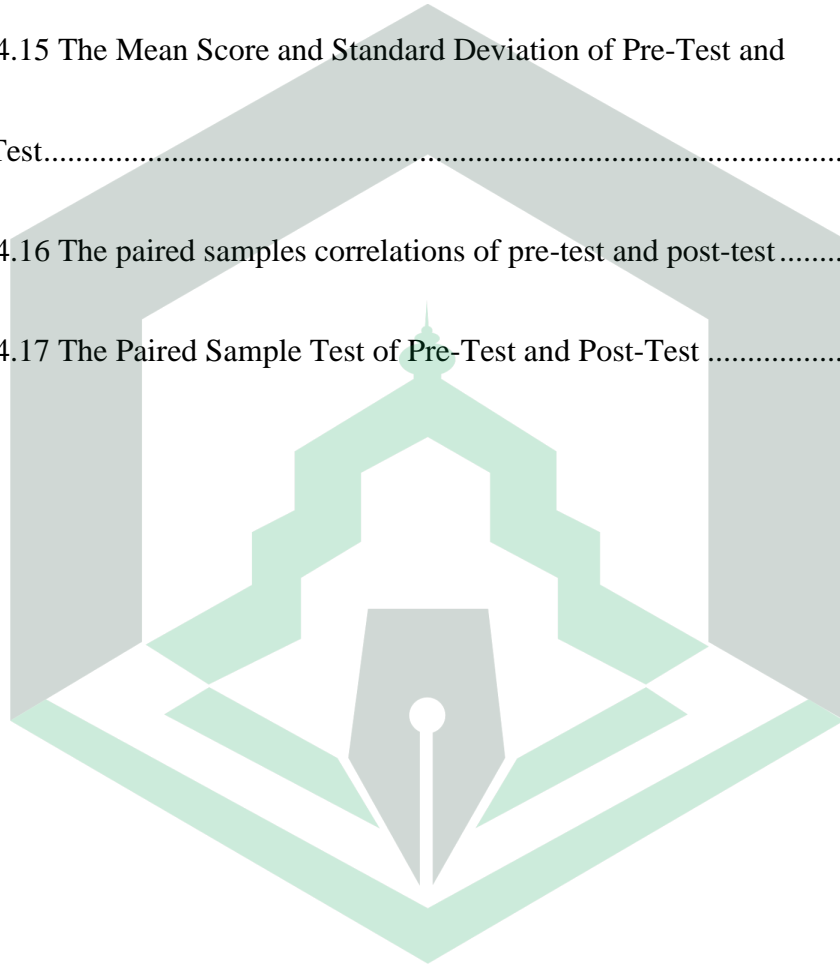 4.15 The Mean Score and Standard Deviation of Pre-Test and
Test.....................................................................................................
4.16 The paired samples correlations of pre-test and post-test........
4.17 The Paired Sample Test of Pre-Test and Post-Test .................